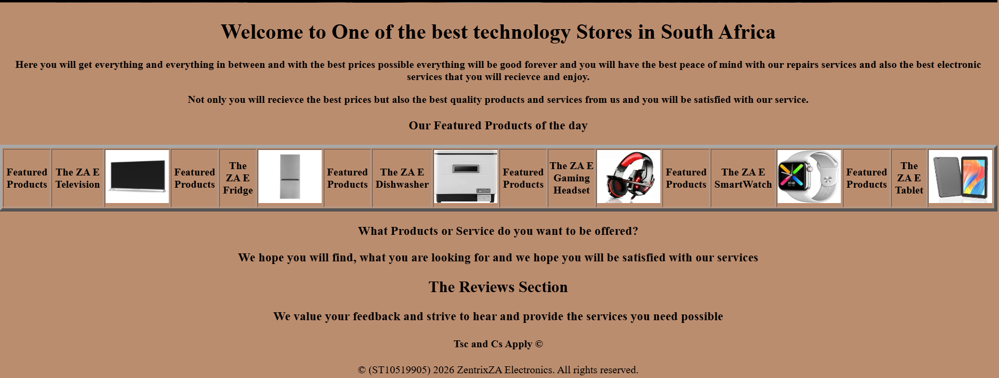 Welcome to One of the best technology Stores in South Africa
Here you will get everything and everything in between and with the best prices possible everything will be good forever and you will have the best peace of mind with our repairs services and also the best electronic
services that you will recievce and enjoy.
Not only you will recievce the best prices but also the best quality products and services from us and you will be satisfied with our service.
Our Featured Products of the day
Featured
Products
The ZA E
Television
Featured
Products
The
ZA E
Fridge
Featured
Products
The ZA E
Dishwasher
Featured
Products
The ZA E
Gaming
Headset
Featured
Products
The ZA E
SmartWatch
Featured
Products
The
ZA E
Tablet
What Products or Service do you want to be offered?
We hope you will find, what you are looking for and we hope you will be satisfied with our services
The Reviews Section
We value your feedback and strive to hear and provide the services you need possible
Tsc and Cs Apply ©
© (ST10519905) 2026 ZentrixZA Electronics. All rights reserved.